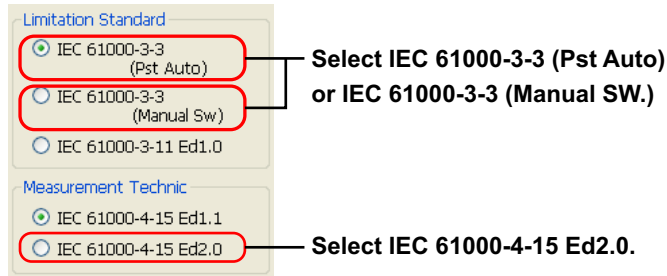 Limitation Standard
IEC 61000-3-3
(Pst Auto)
IEC 61000-3-3
(Manual Sw)
IEC 61000-3-11 Ed1.0
Select IEC 61000-3-3 (Pst Auto)
or IEC 61000-3-3 (Manual SW.)
Measurement Technic
IEC 61000-4-15 Ed1.1
IEC 61000-4-15 Ed2.0
Select IEC 61000-4-15 Ed2.0.